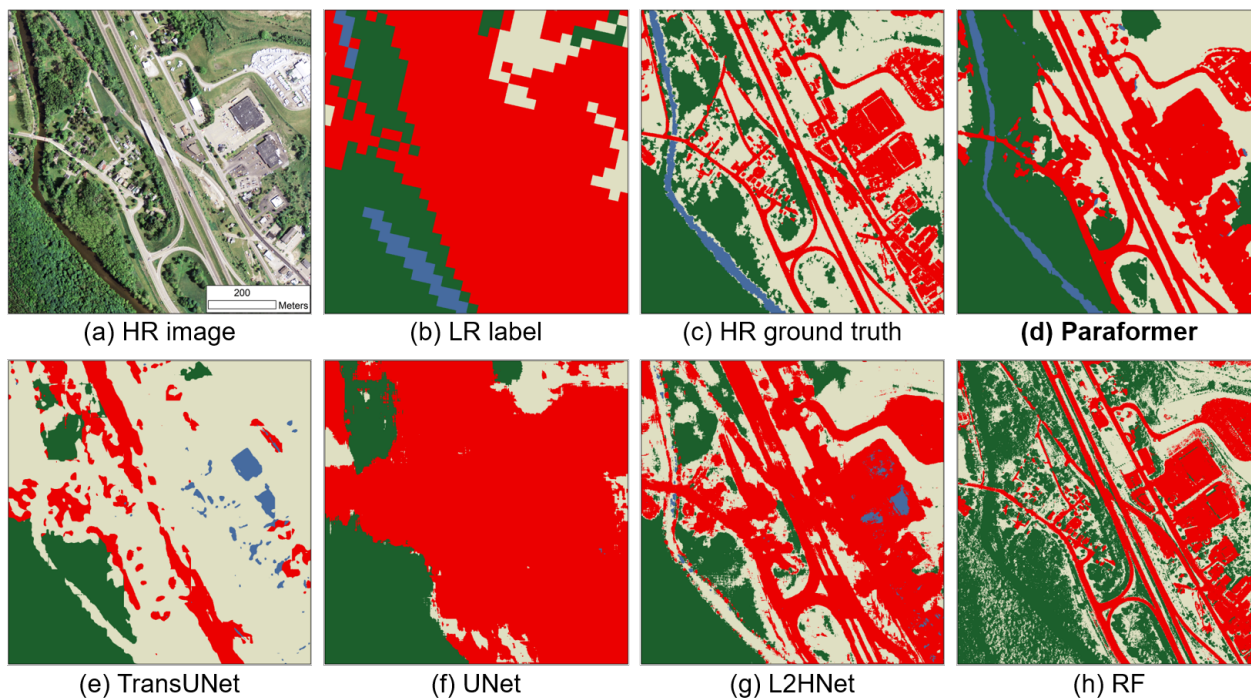 200
Meters
(a) HR image
(b) LR label
(c) HR ground truth
(d) Paraformer
(e) TransUNet
(f) UNet
(g) L2HNet
(h) RF